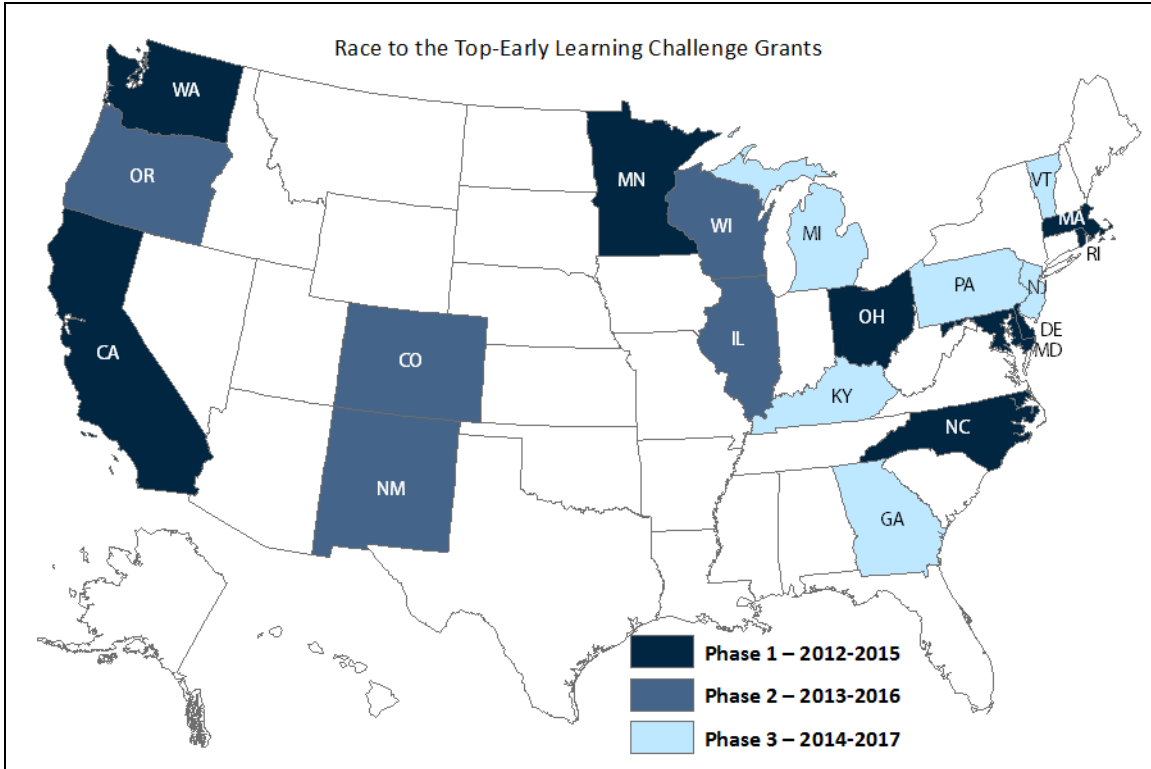 Race to the Top-Early Learning Challenge Grants
WA
OR
MN
VT
MA
WI
MI
RI
PA
NJ
OH
DE
IL
MD
CA
CO
KY
NC
NM
GA
Phase 1 – 2012-2015
Phase 2 – 2013-2016
Phase 3 – 2014-2017